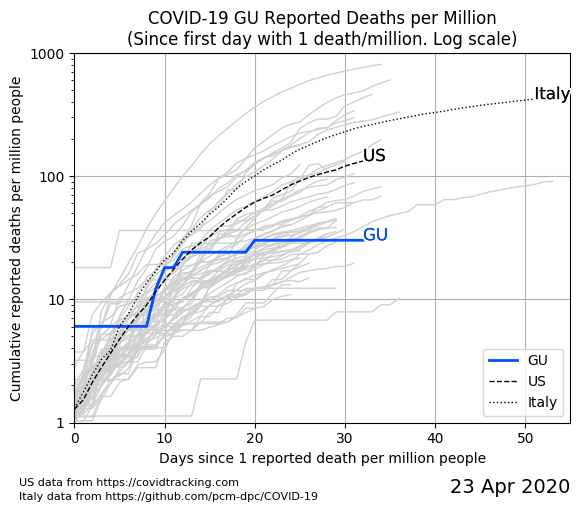 COVID-19 GU Reported Deaths per Million
(Since first day with 1 death/million. Log scale)
Cumulative reported deaths per million people
1000
100
10
1
Italy
US
GU
GU
US
Italy
0 10 20 30 40 50
Days since 1 reported death per million people
US data from https://covidtracking.com
Italy data from https://github.com/pcm-dpc/COVID-19
23 Apr 2020